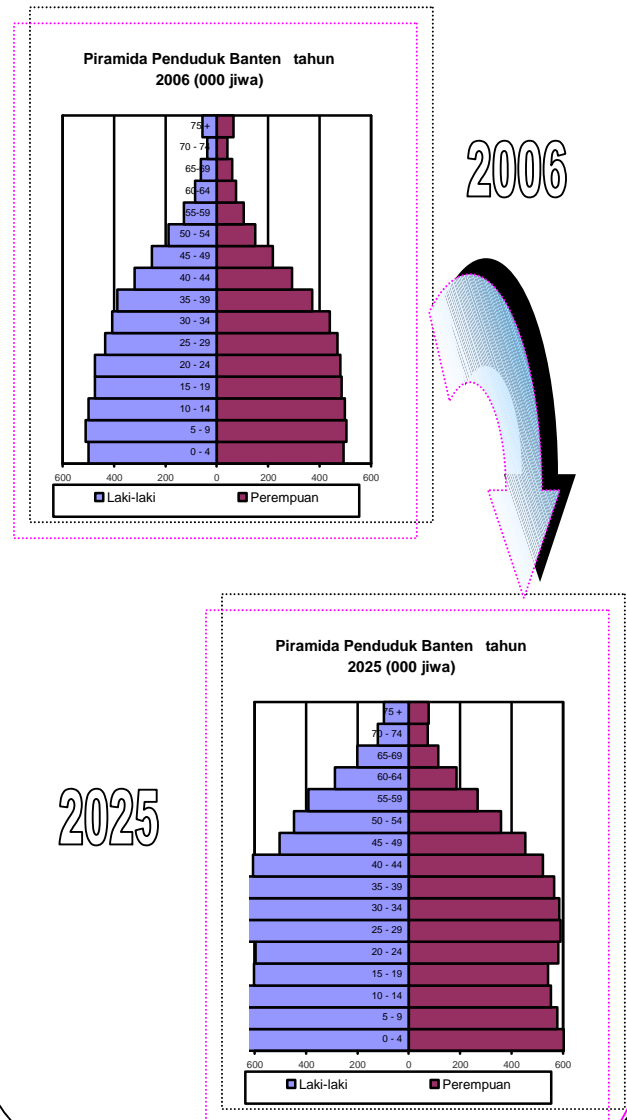 Piramida Penduduk Banten tahun
2006 (000 jiwa)
75 +
70 - 74
65-69
60-64
55-59
50 - 54
45 - 49
40 - 44
35 - 39
30 - 34
25 - 29
20 - 24
15 - 19
10 - 14
5 - 9
0 - 4
600 400 200 0 200 400 600
Laki-laki Perempuan
2006
Piramida Penduduk Banten tahun
2025 (000 jiwa)
75 +
70 - 74
65-69
60-64
55-59
50 - 54
45 - 49
40 - 44
35 - 39
30 - 34
25 - 29
20 - 24
15 - 19
10 - 14
5 - 9
0 - 4
600 400 200 0 200 400 600
Laki-laki Perempuan
2025